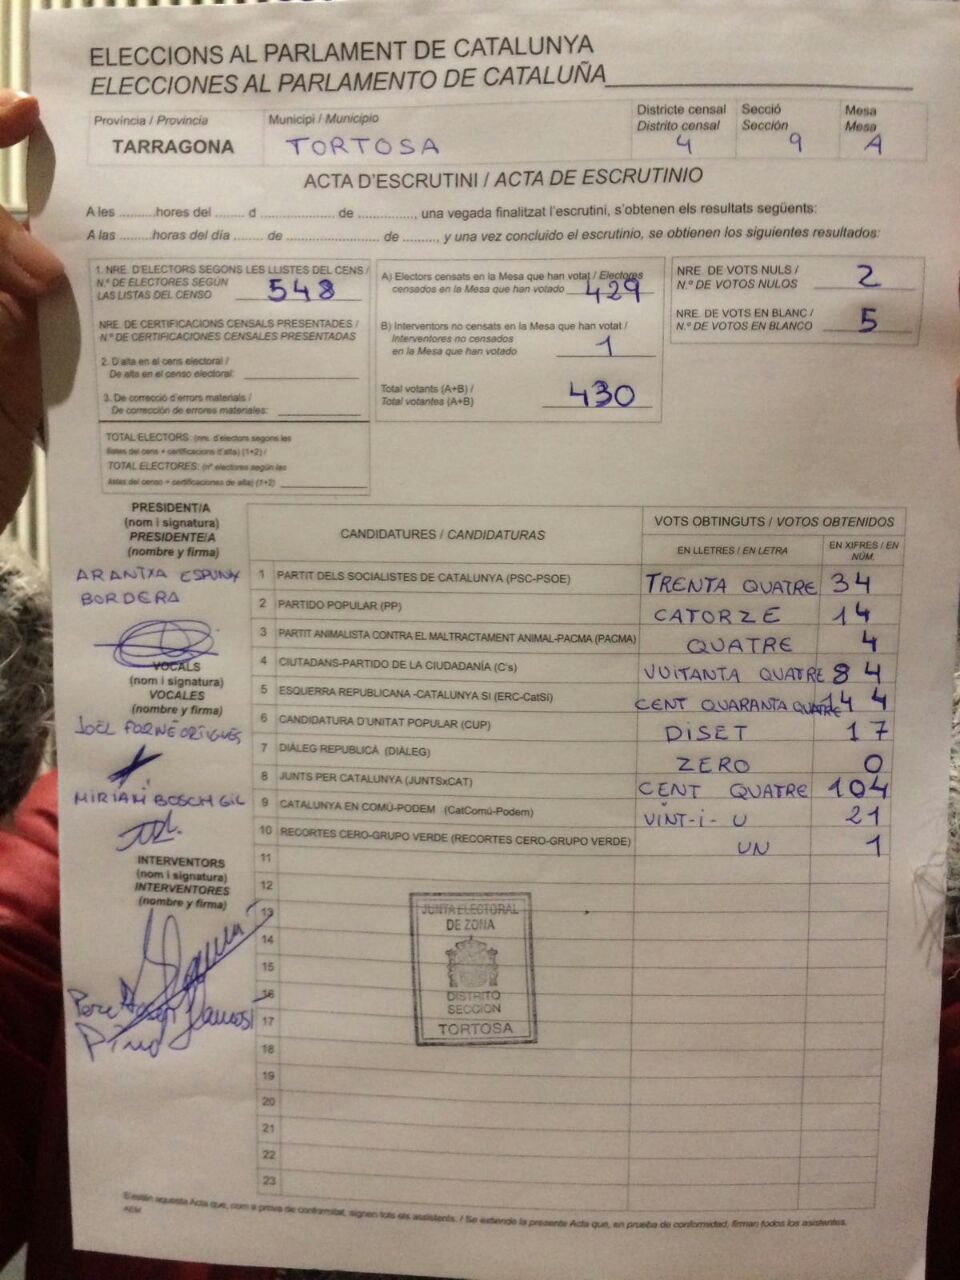 ELECCIONS AL PARLAMENT DE CATALUNYA
ELECCIONES AL PARLAMENTO DE CATALUÑA
Província / Provincia
TARRAGONA
Municipi / Municipio
TORTOSA
Districte censal
Distrito censal
4
Secció
Sección
9
Mesa
Mesa
A
ACTA D'ESCRUTINI / ACTA DE ESCRUTINIO
A les ..........hores del ........ d .................... de ..............., una vegada finalitzat l'escrutini, s'obtenen els resultats següents:
A las .........horas del día ....... de ......................... de ........., y una vez concluido el escrutinio, se obtienen los siguientes resultados:
1. NRE. D'ELECTORS SEGONS LES LLISTES DEL CENS /
N.º DE ELECTORES SEGÚN
LAS LISTAS DEL CENSO 548
NRE. DE CERTIFICACIONS CENSALS PRESENTADES /
N.º DE CERTIFICACIONES CENSALES PRESENTADAS
2. D'alta en el cens electoral /
De alta en el censo electoral:
3. De correcció d'errors materials /
De corrección de errores materiales:
TOTAL ELECTORS: (nre. d'electors segons les
llistes del cens + certificacions d'alta) (1+2) /
TOTAL ELECTORES: (nº electores según las
listas del censo + certificaciones de alta) (1+2)
A) Electors censats en la Mesa que han votat / Electores
censados en la Mesa que han votado 429
B) Interventors no censats en la Mesa que han votat /
Interventores no censados
en la Mesa que han votado 1
Total votants (A+B) /
Total votantes (A+B) 430
NRE. DE VOTS NULS /
N.º DE VOTOS NULOS 2
NRE. DE VOTS EN BLANC /
N.º DE VOTOS EN BLANCO 5
PRESIDENT/A
(nom i signatura)
PRESIDENTE/A
(nombre y firma)
ARANTXA ESPUNY
BORDERA
VOCALS
(nom i signatura)
VOCALES
(nombre y firma)
JOEL FORNÉ
MIRIAM BOSCH GIL
INTERVENTORS
(nom i signatura)
INTERVENTORES
(nombre y firma)
CANDIDATURES / CANDIDATURAS
VOTS OBTINGUTS / VOTOS OBTENIDOS
EN LLETRES / EN LETRA
EN XIFRES / EN NÚM.
1 PARTIT DELS SOCIALISTES DE CATALUNYA (PSC-PSOE) TRENTA QUATRE 34
2 PARTIDO POPULAR (PP) CATORZE 14
3 PARTIT ANIMALISTA CONTRA EL MALTRACTAMENT ANIMAL-PACMA (PACMA) QUATRE 4
4 CIUTADANS-PARTIDO DE LA CIUDADANÍA (C's) VUITANTA QUATRE 84
5 ESQUERRA REPUBLICANA -CATALUNYA SI (ERC-CatSí) CENT QUARANTA QUATRE 144
6 CANDIDATURA D'UNITAT POPULAR (CUP) DISET 17
7 DIÀLEG REPUBLICÀ (DIÀLEG) ZERO 0
8 JUNTS PER CATALUNYA (JUNTSxCAT) CENT QUATRE 104
9 CATALUNYA EN COMÚ-PODEM (CatComú-Podem) VINT-I-U 21
10 RECORTES CERO-GRUPO VERDE (RECORTES CERO-GRUPO VERDE) UN 1
11
12
13
14
15
16
17
18
19
20
21
22
23
JUNTA ELECTORAL
DE ZONA
DISTRITO
SECCION
TORTOSA
S'estén aquesta Acta que, com a prova de conformitat, signen tots els assistents. / Se extiende la presente Acta que, en prueba de conformidad, firman todos los asistentes.
AEM